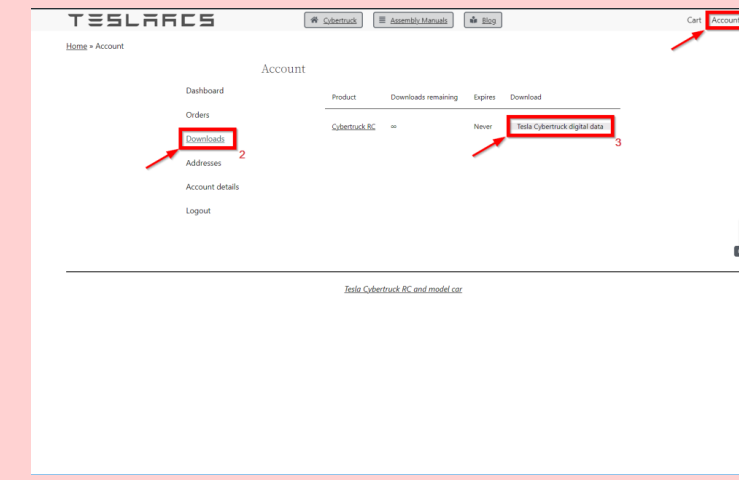 TESLARCS Cybertruck Assembly Manuals Blog Cart Account
Home » Account
Account
Dashboard
Orders
Downloads
2
Addresses
Account details
Logout
Product Downloads remaining Expires Download
Cybertruck RC ∞ Never Tesla Cybertruck digital data
3
Tesla Cybertruck RC and model car